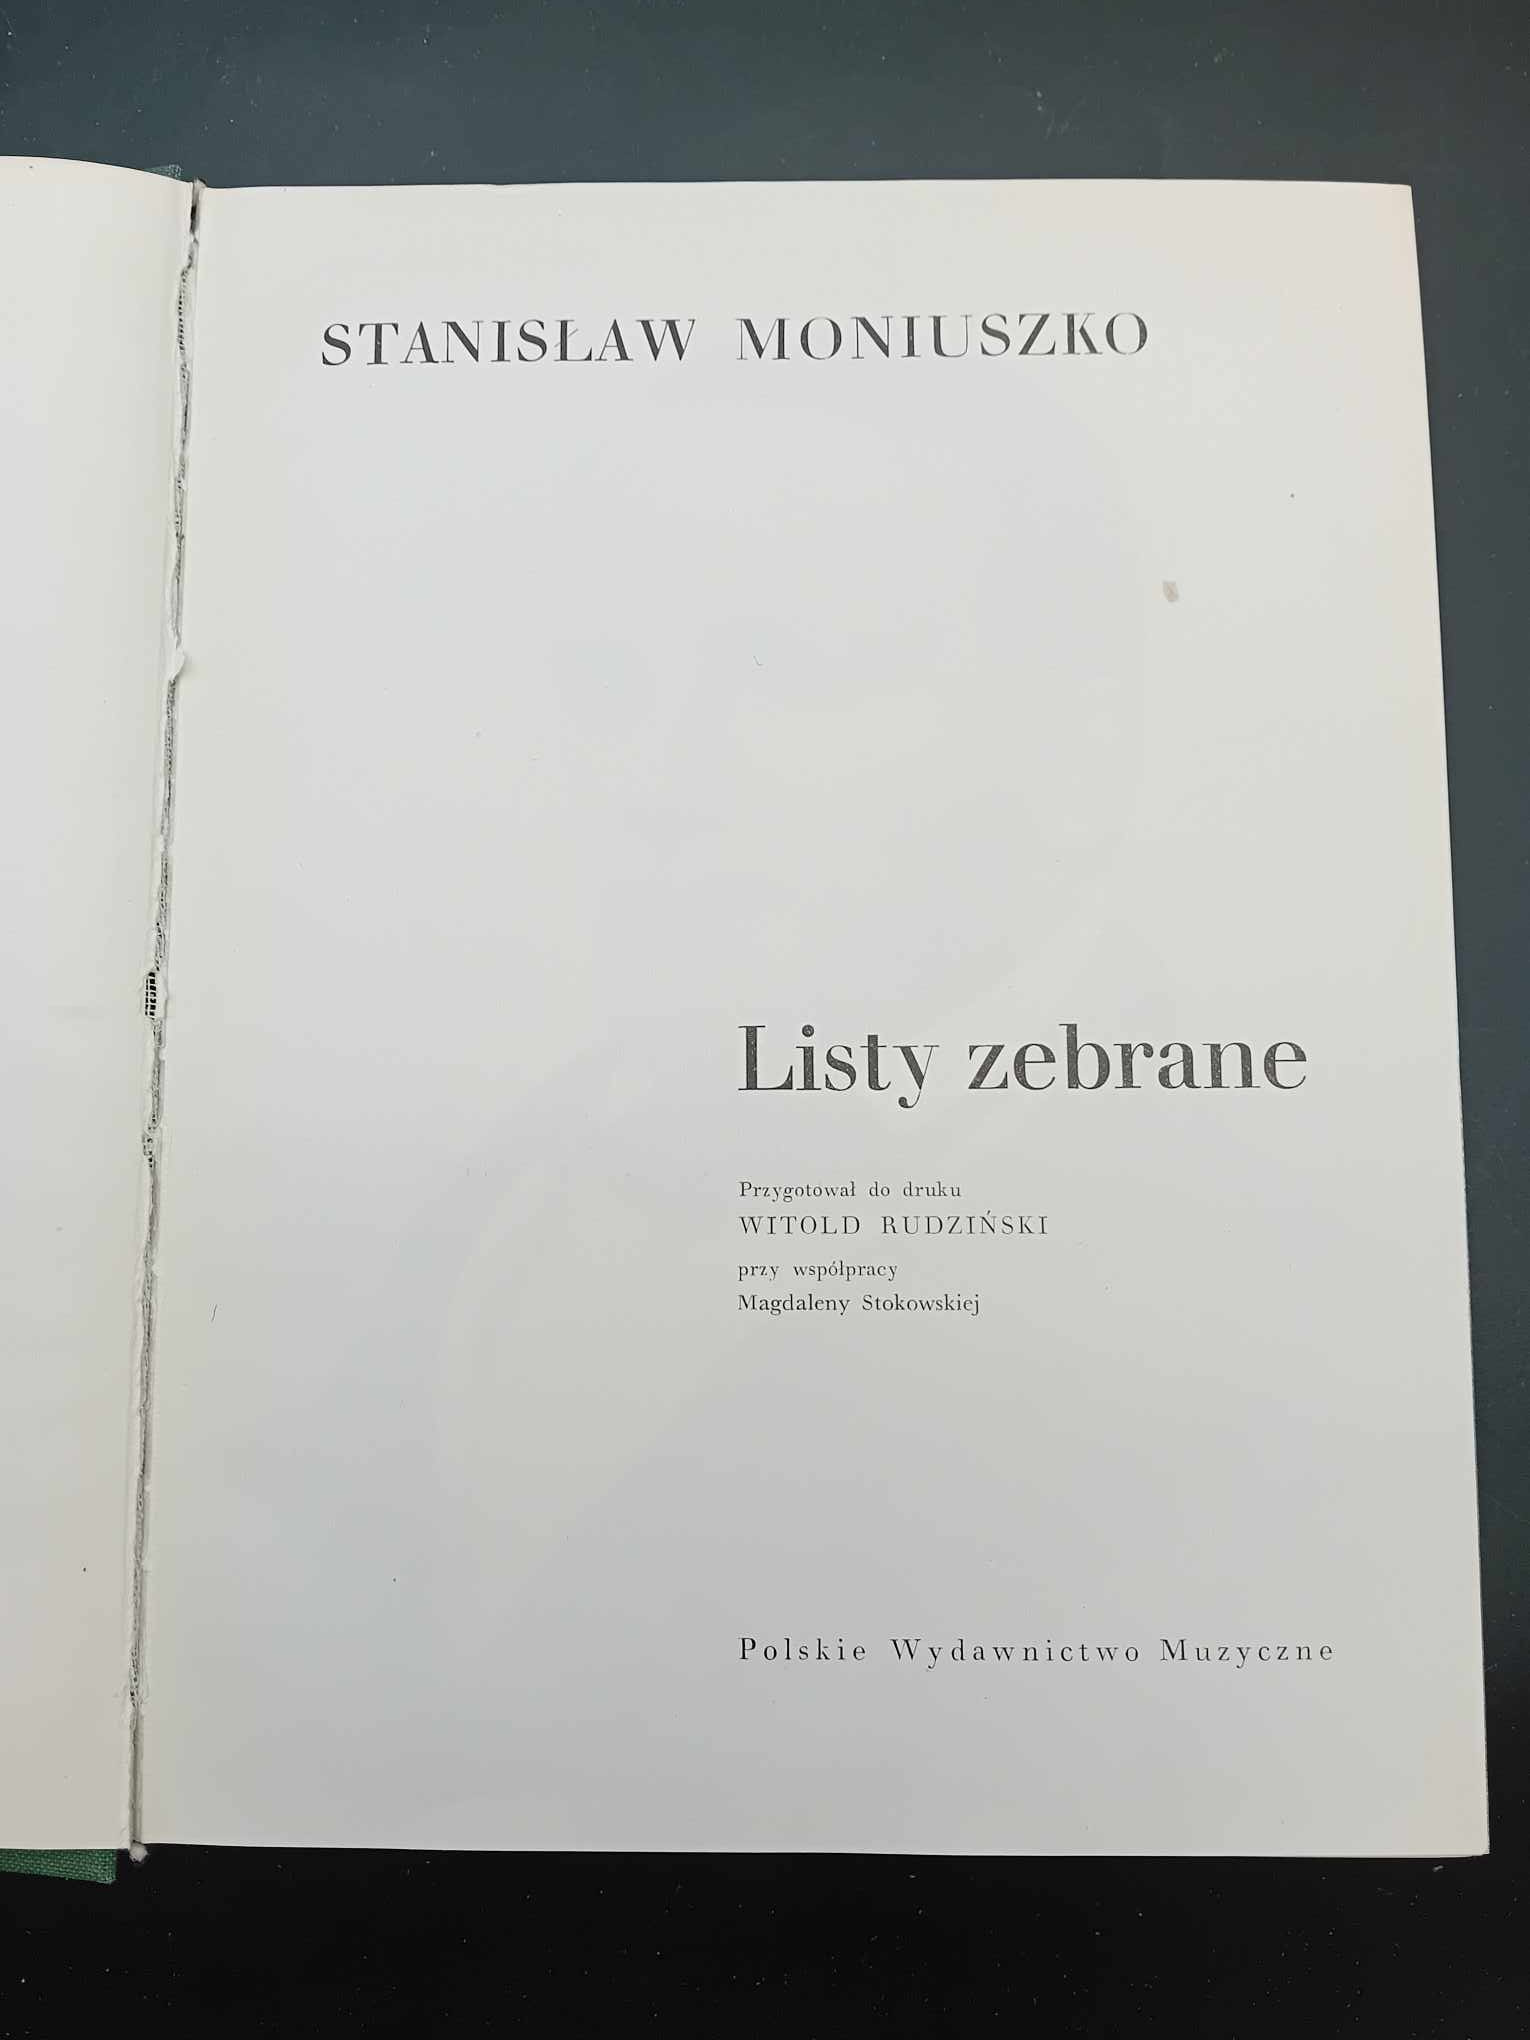 STANISŁAW MONIUSZKO
Listy zebrane
Przygotował do druku
WITOLD RUDZIŃSKI
przy współpracy
Magdaleny Stokowskiej
Polskie Wydawnictwo Muzyczne